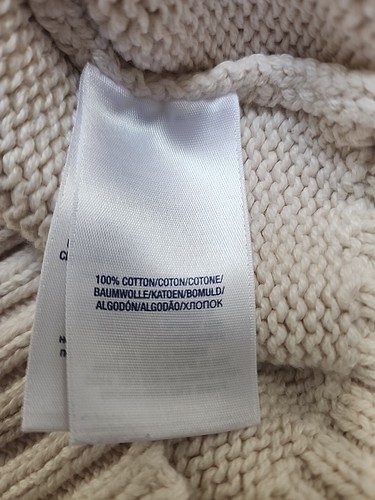 100% COTTON/COTON/COTONE/
BAUMWOLLE/KATOEN/BOMULD/
ALGODÓN/ALGODÃO/ХЛОПОК